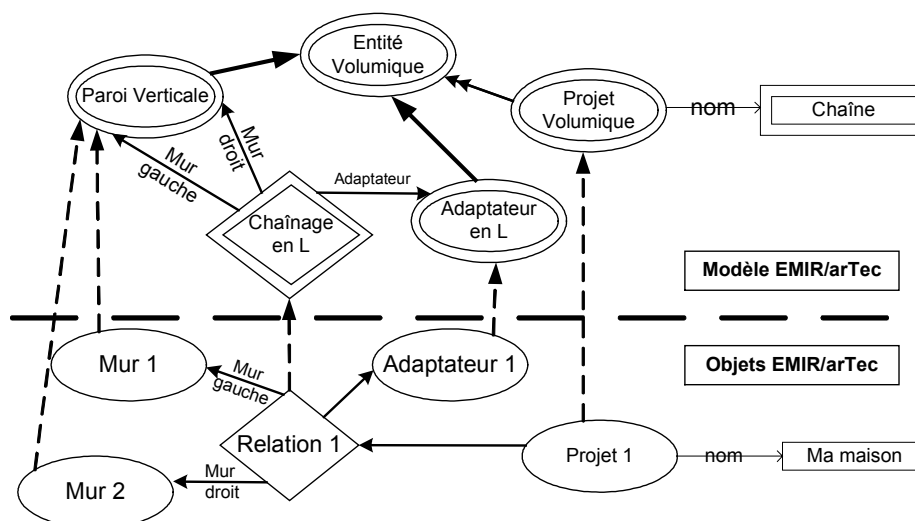 Entité
Volumique
Paroi Verticale
Projet
Volumique
nom
Chaîne
Mur
droit
Mur
gauche
Adaptateur
Chaînage
en L
Adaptateur
en L
Modèle EMIR/arTec
Mur 1
Mur
gauche
Adaptateur 1
Objets EMIR/arTec
Relation 1
Projet 1
nom
Ma maison
Mur
droit
Mur 2